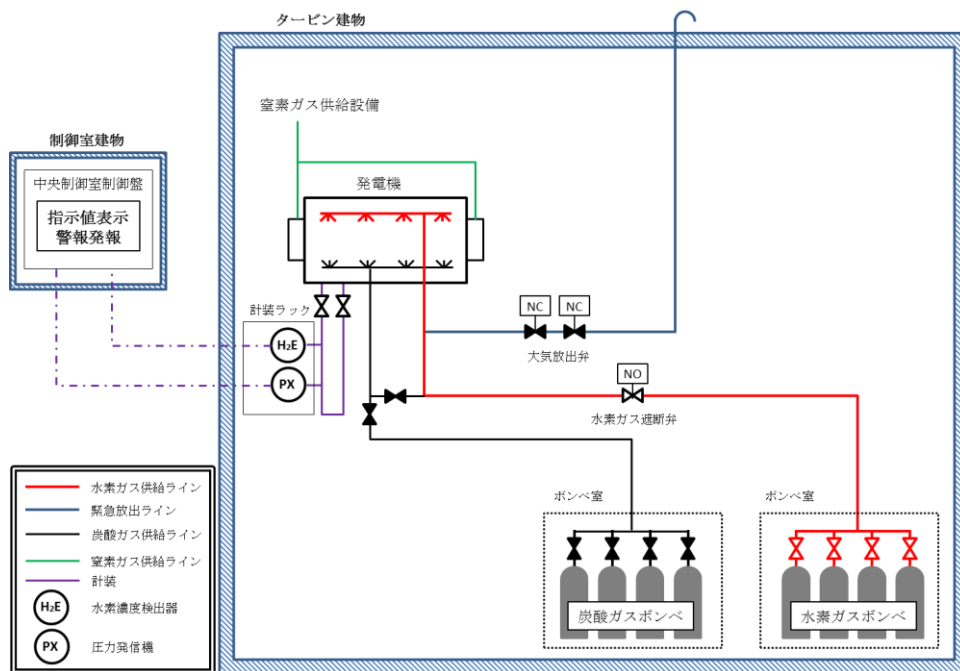 タービン建物
窒素ガス供給設備
制御室建物
中央制御室制御盤
指示値表示
警報発報
発電機
計装ラック
H₂E
PX
NC
NC
大気放出弁
NO
水素ガス遮断弁
ボンベ室
炭酸ガスボンベ
ボンベ室
水素ガスボンベ
水素ガス供給ライン
緊急放出ライン
炭酸ガス供給ライン
窒素ガス供給ライン
計装
H₂E
水素濃度検出器
PX
圧力発信機